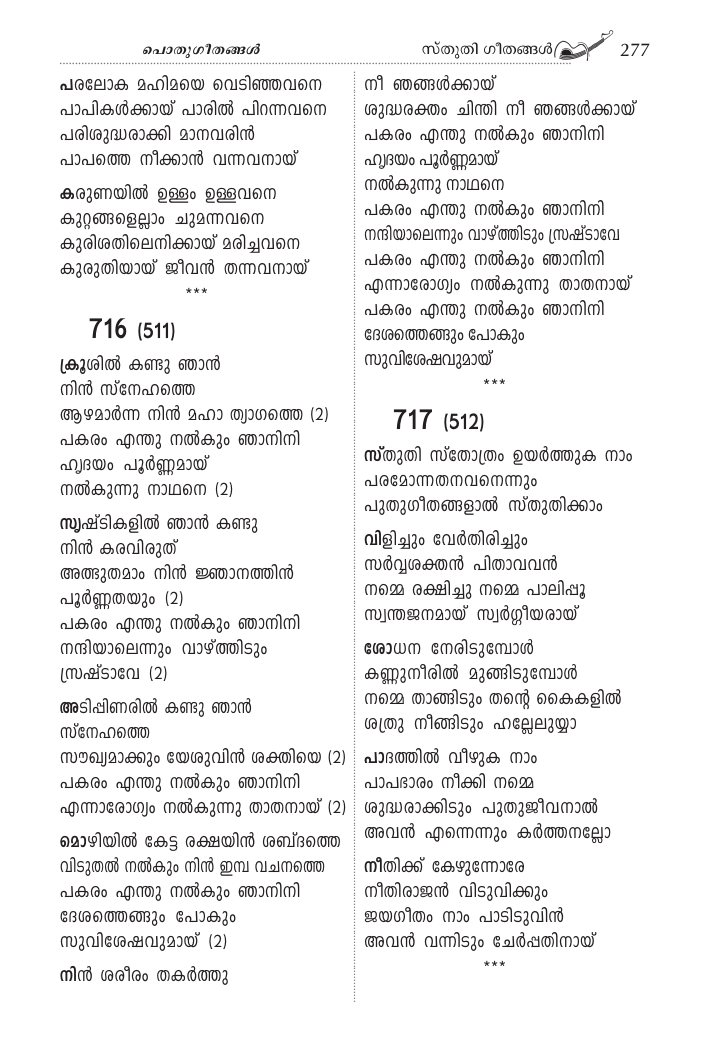 പൊതുഗീതങ്ങൾ
സ്തുതി ഗീതങ്ങൾ 277
പരലോക മഹിമയെ വെടിഞ്ഞവനെ
പാപികൾക്കായ് പാരിൽ പിറന്നവനെ
പരിശുദ്ധരാക്കി മാനവരിൻ
പാപത്തെ നീക്കാൻ വന്നവനായ്
കരുണയിൽ ഉള്ളം ഉള്ളവനെ
കുറ്റങ്ങളെല്ലാം ചുമന്നവനെ
കുരിശതിലെനിക്കായ് മരിച്ചവനെ
കുരുതിയായ് ജീവൻ തന്നവനായ്
***
716 (511)
ക്രൂശിൽ കണ്ടു ഞാൻ
നിൻ സ്നേഹത്തെ
ആഴമാർന്ന നിൻ മഹാ ത്യാഗത്തെ (2)
പകരം എന്തു നൽകും ഞാനിനി
ഹൃദയം പൂർണ്ണമായ്
നൽകുന്നു നാഥനെ (2)
സൃഷ്ടികളിൽ ഞാൻ കണ്ടു
നിൻ കരവിരുത്
അത്ഭുതമാം നിൻ ജ്ഞാനത്തിൻ
പൂർണ്ണതയും (2)
പകരം എന്തു നൽകും ഞാനിനി
നന്ദിയാലെന്നും വാഴ്ത്തിടും
സ്രഷ്ടാവേ (2)
അടിപ്പിണരിൽ കണ്ടു ഞാൻ
സ്നേഹത്തെ
സൗഖ്യമാക്കും യേശുവിൻ ശക്തിയെ (2)
പകരം എന്തു നൽകും ഞാനിനി
എന്നാരോഗ്യം നൽകുന്നു താതനായ് (2)
മൊഴിയിൽ കേട്ട രക്ഷയിൻ ശബ്ദത്തെ
വിടുതൽ നൽകും നിൻ ഇമ്പ വചനത്തെ
പകരം എന്തു നൽകും ഞാനിനി
ദേശത്തെങ്ങും പോകും
സുവിശേഷവുമായ് (2)
നിൻ ശരീരം തകർത്തു
നീ ഞങ്ങൾക്കായ്
ശുദ്ധരക്തം ചിന്തി നീ ഞങ്ങൾക്കായ്
പകരം എന്തു നൽകും ഞാനിനി
ഹൃദയം പൂർണ്ണമായ്
നൽകുന്നു നാഥനെ
പകരം എന്തു നൽകും ഞാനിനി
നന്ദിയാലെന്നും വാഴ്ത്തിടും സ്രഷ്ടാവേ
പകരം എന്തു നൽകും ഞാനിനി
എന്നാരോഗ്യം നൽകുന്നു താതനായ്
പകരം എന്തു നൽകും ഞാനിനി
ദേശത്തെങ്ങും പോകും
സുവിശേഷവുമായ്
***
717 (512)
സ്തുതി സ്തോത്രം ഉയർത്തുക നാം
പരമോന്നതനവനെന്നും
പുതുഗീതങ്ങളാൽ സ്തുതിക്കാം
വിളിച്ചും വേർതിരിച്ചും
സർവ്വശക്തൻ പിതാവവൻ
നമ്മെ രക്ഷിച്ചു നമ്മെ പാലിപ്പൂ
സ്വന്തജനമായ് സ്വർഗ്ഗീയരായ്
ശോധന നേരിടുമ്പോൾ
കണ്ണുനീരിൽ മുങ്ങിടുമ്പോൾ
നമ്മെ താങ്ങിടും തന്റെ കൈകളിൽ
ശത്രു നീങ്ങിടും ഹല്ലേലുയ്യാ
പാദത്തിൽ വീഴുക നാം
പാപഭാരം നീക്കി നമ്മെ
ശുദ്ധരാക്കിടും പുതുജീവനാൽ
അവൻ എന്നെന്നും കർത്തനല്ലോ
നീതിക്ക് കേഴുന്നോരേ
നീതിരാജൻ വിടുവിക്കും
ജയഗീതം നാം പാടിടുവിൻ
അവൻ വന്നിടും ചേർപ്പതിനായ്
***